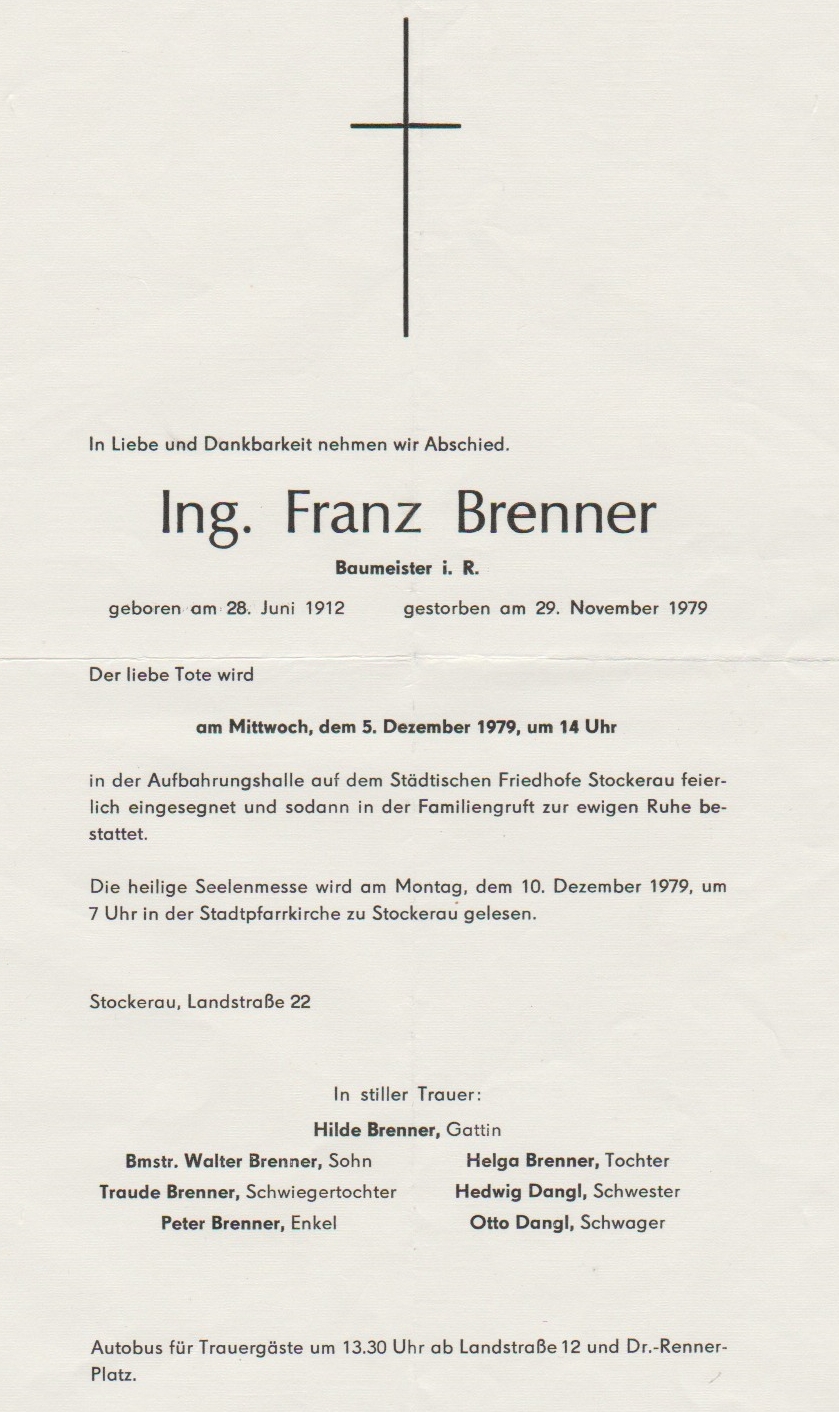 In Liebe und Dankbarkeit nehmen wir Abschied.
Ing. Franz Brenner
Baumeister i. R.
geboren am 28. Juni 1912 gestorben am 29. November 1979
Der liebe Tote wird
am Mittwoch, dem 5. Dezember 1979, um 14 Uhr
in der Aufbahrungshalle auf dem Städtischen Friedhofe Stockerau feier-
lich eingesegnet und sodann in der Familiengruft zur ewigen Ruhe be-
stattet.
Die heilige Seelenmesse wird am Montag, dem 10. Dezember 1979, um
7 Uhr in der Stadtpfarrkirche zu Stockerau gelesen.
Stockerau, Landstraße 22
In stiller Trauer:
Hilde Brenner, Gattin
Bmstr. Walter Brenner, Sohn Helga Brenner, Tochter
Traude Brenner, Schwiegertochter Hedwig Dangl, Schwester
Peter Brenner, Enkel Otto Dangl, Schwager
Autobus für Trauergäste um 13.30 Uhr ab Landstraße 12 und Dr.-Renner-
Platz.